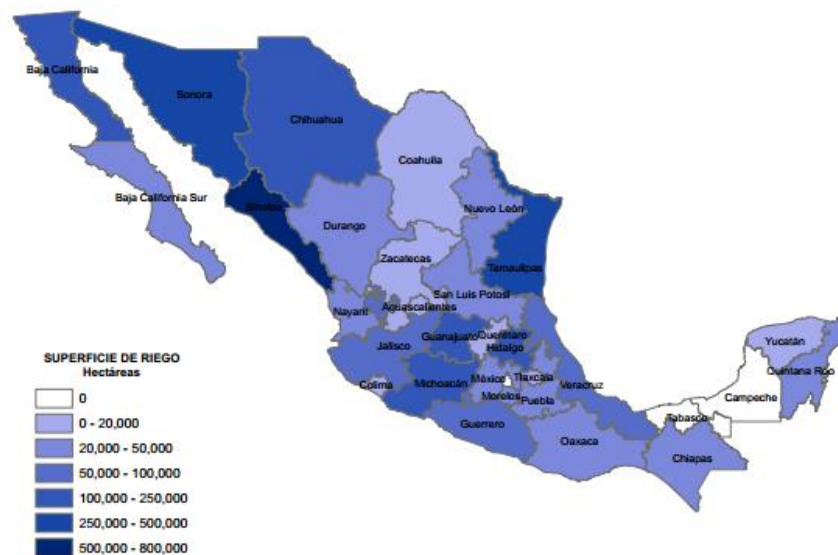 Baja California
Sonora
Chihuahua
Coahuila
Baja California Sur
Sinaloa
Nuevo León
Durango
Zacatecas
Tamaulipas
San Luis Potosí
Nayarit
Aguascalientes
Guanajuato
Querétaro
Hidalgo
Jalisco
Yucatán
Quintana Roo
Colima
Michoacán
México
Tlaxcala
Veracruz
Campeche
Morelos
Puebla
Tabasco
Guerrero
Oaxaca
Chiapas
SUPERFICIE DE RIEGO
Hectáreas
0
0 - 20,000
20,000 - 50,000
50,000 - 100,000
100,000 - 250,000
250,000 - 500,000
500,000 - 800,000